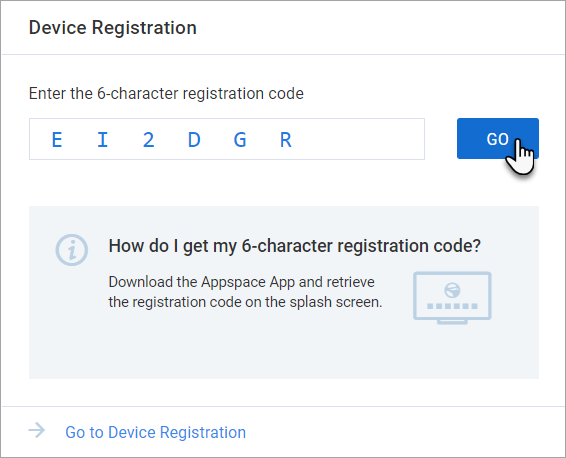 Device Registration
Enter the 6-character registration code
E I 2 D G R
GO
How do I get my 6-character registration code?
Download the Appspace App and retrieve
the registration code on the splash screen.
Go to Device Registration